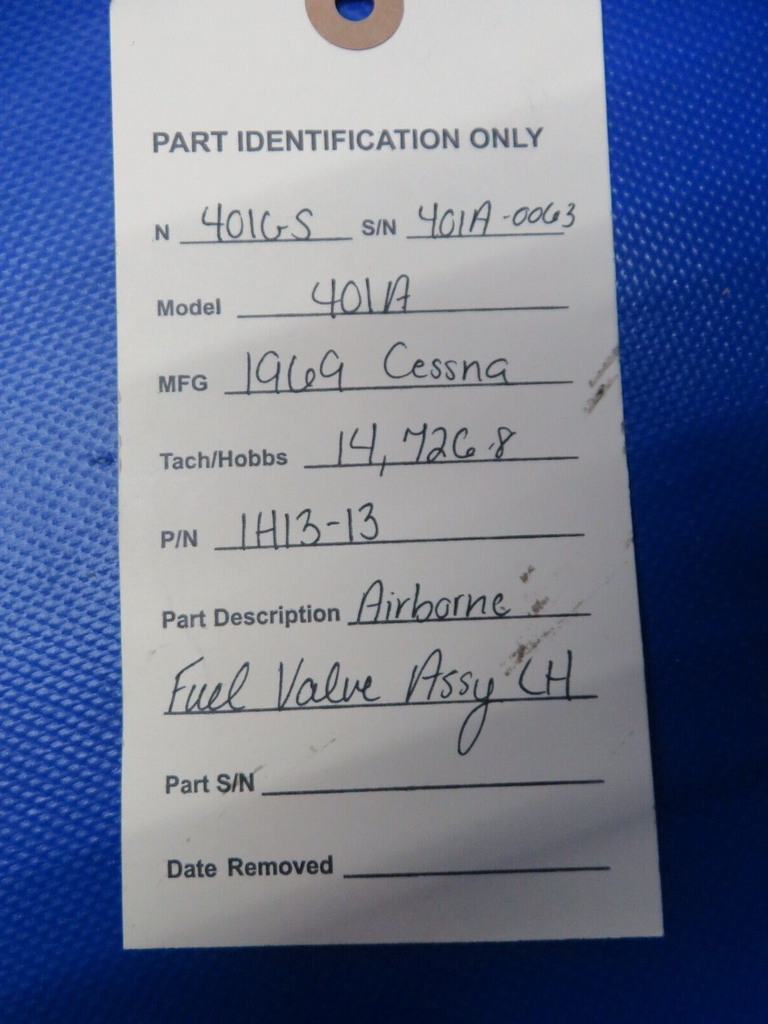 PART IDENTIFICATION ONLY
N 401GS S/N 401A-0063
Model 401A
MFG 1969 Cessna
Tach/Hobbs 14,726.8
P/N 1H13-13
Part Description Airborne
Fuel Valve Assy LH
Part S/N
Date Removed